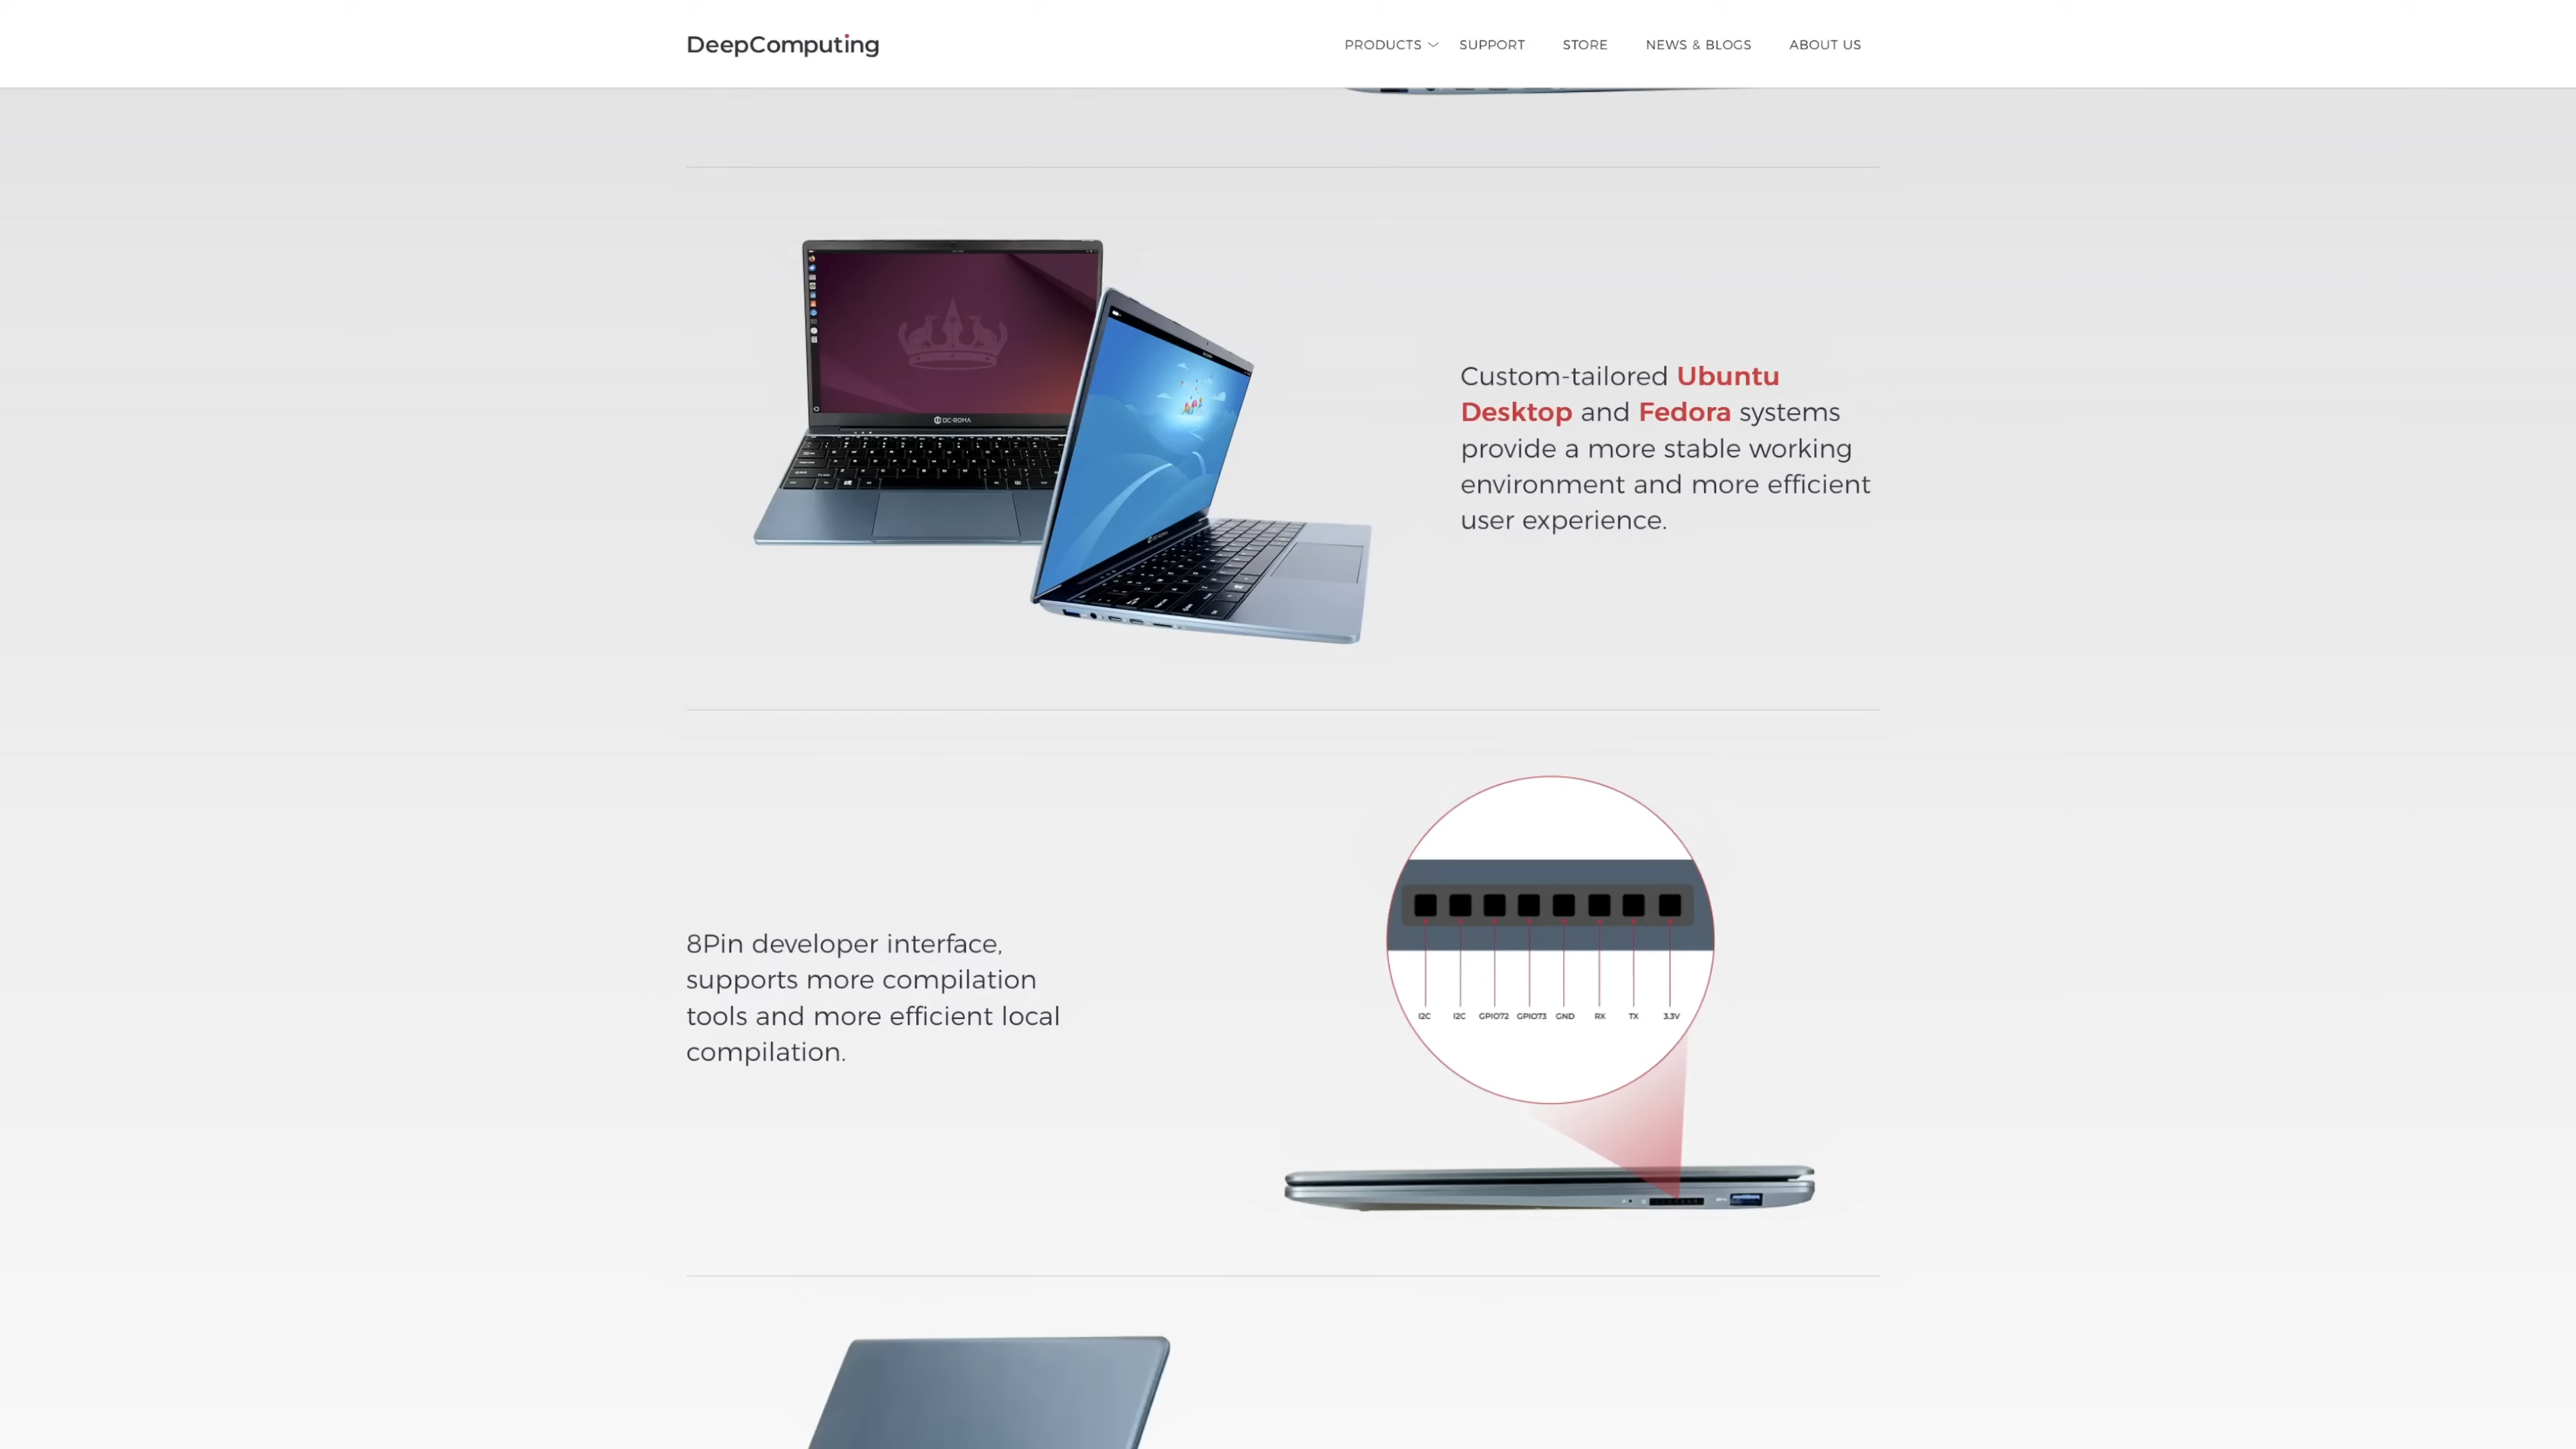 DeepComputing
PRODUCTS
SUPPORT
STORE
NEWS & BLOGS
ABOUT US
DC-ROMA
Custom-tailored Ubuntu
Desktop and Fedora systems
provide a more stable working
environment and more efficient
user experience.
8Pin developer interface,
supports more compilation
tools and more efficient local
compilation.
I2C I2C GPIO72 GPIO73 GND RX TX 3.3V